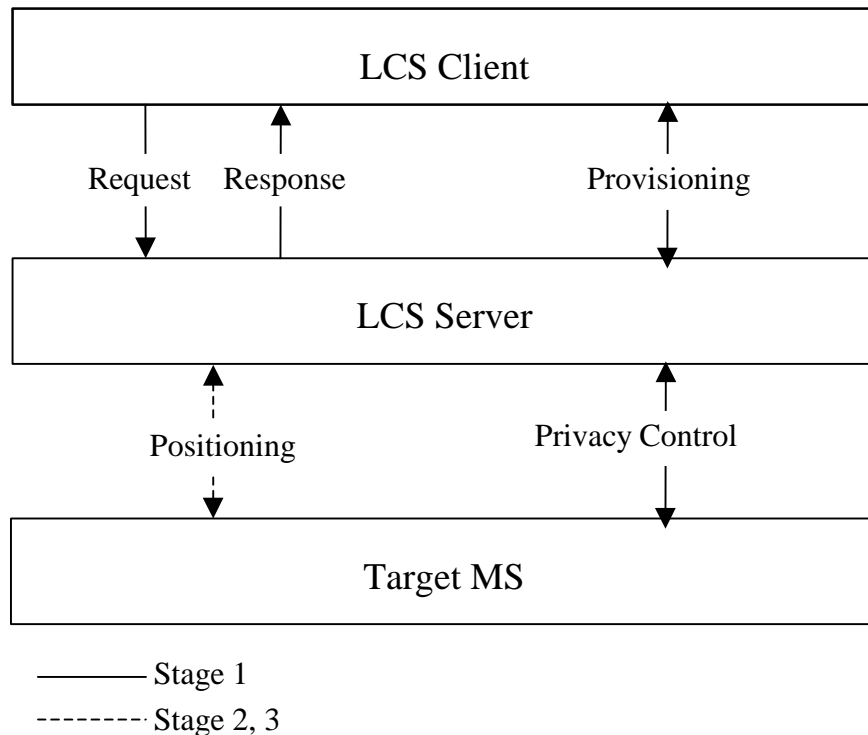 LCS Client
Request Response Provisioning
LCS Server
Positioning Privacy Control
Target MS
Stage 1
Stage 2, 3